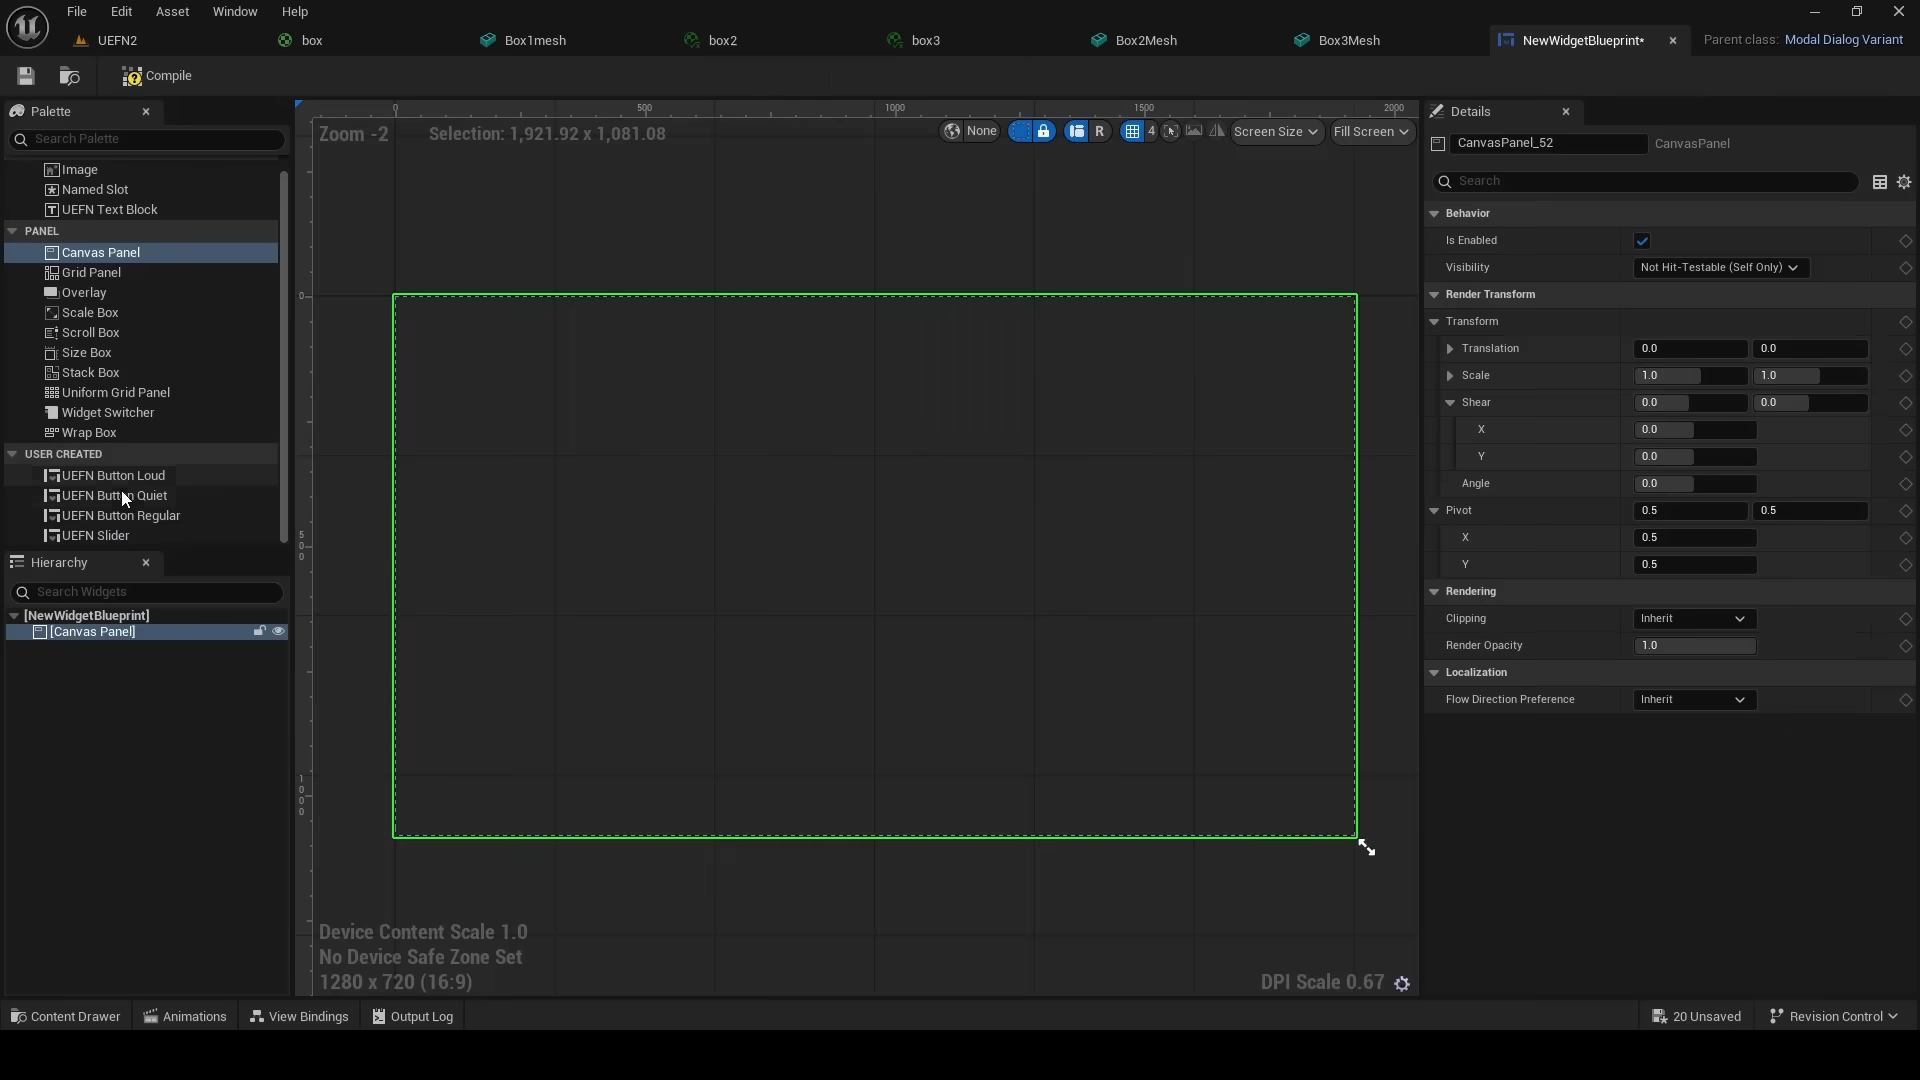 File Edit Asset Window Help
UEFN2 box Box1mesh box2 box3 Box2Mesh Box3Mesh NewWidgetBlueprint* Parent class: Modal Dialog Variant
Compile
Palette
Search Palette
Image
Named Slot
UEFN Text Block
PANEL
Canvas Panel
Grid Panel
Overlay
Scale Box
Scroll Box
Size Box
Stack Box
Uniform Grid Panel
Widget Switcher
Wrap Box
USER CREATED
UEFN Button Loud
UEFN Button Quiet
UEFN Button Regular
UEFN Slider
Hierarchy
Search Widgets
[NewWidgetBlueprint]
[Canvas Panel]
0 500 1000 1500 2000
Zoom -2 Selection: 1,921.92 x 1,081.08 None R 4 Screen Size Fill Screen
0
500
1000
Device Content Scale 1.0
No Device Safe Zone Set
1280 x 720 (16:9) DPI Scale 0.67
Details
CanvasPanel_52 CanvasPanel
Search
Behavior
Is Enabled
Visibility Not Hit-Testable (Self Only)
Render Transform
Transform
Translation 0.0 0.0
Scale 1.0 1.0
Shear 0.0 0.0
X 0.0
Y 0.0
Angle 0.0
Pivot 0.5 0.5
X 0.5
Y 0.5
Rendering
Clipping Inherit
Render Opacity 1.0
Localization
Flow Direction Preference Inherit
Content Drawer Animations View Bindings Output Log 20 Unsaved Revision Control